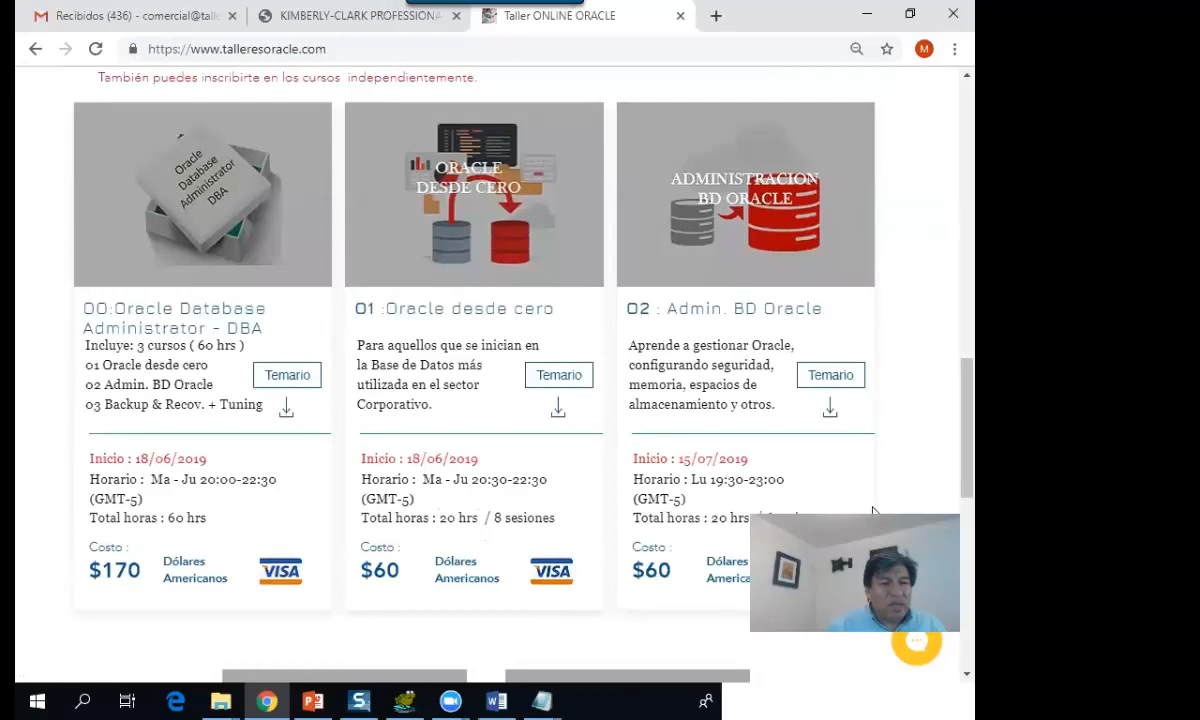 Recibidos (436) - comercial@tall
KIMBERLY-CLARK PROFESSIONA
Taller ONLINE ORACLE
https://www.talleresoracle.com
M
También puedes inscribirte en los cursos independientemente.
Oracle
Database
Administrator
DBA
00:Oracle Database
Administrator - DBA
Incluye: 3 cursos ( 60 hrs )
01 Oracle desde cero
02 Admin. BD Oracle
03 Backup & Recov. + Tuning
Temario
Inicio : 18/06/2019
Horario : Ma - Ju 20:00-22:30
(GMT-5)
Total horas : 60 hrs
Costo :
$170
Dólares
Americanos
VISA
ORACLE
DESDE CERO
01 :Oracle desde cero
Para aquellos que se inician en
la Base de Datos más
utilizada en el sector
Corporativo.
Temario
Inicio : 18/06/2019
Horario : Ma - Ju 20:30-22:30
(GMT-5)
Total horas : 20 hrs / 8 sesiones
Costo :
$60
Dólares
Americanos
VISA
ADMINISTRACION
BD ORACLE
02 : Admin. BD Oracle
Aprende a gestionar Oracle,
configurando seguridad,
memoria, espacios de
almacenamiento y otros.
Temario
Inicio : 15/07/2019
Horario : Lu 19:30-23:00
(GMT-5)
Total horas : 20 hrs
Costo :
$60
Dólares
America